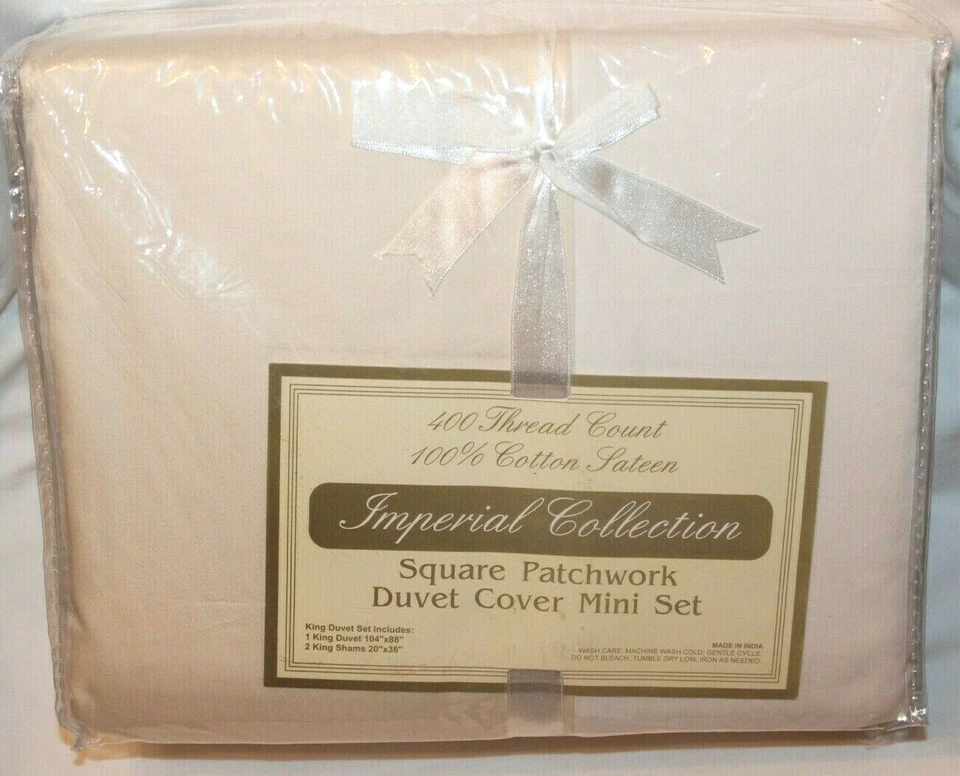 400 Thread Count
100% Cotton Sateen
Imperial Collection
Square Patchwork
Duvet Cover Mini Set
King Duvet Set Includes:
1 King Duvet 104"x88"
2 King Shams 20"x36"
MADE IN INDIA
WASH CARE: MACHINE WASH COLD, GENTLE CYCLE.
DO NOT BLEACH, TUMBLE DRY LOW, IRON AS NEEDED.